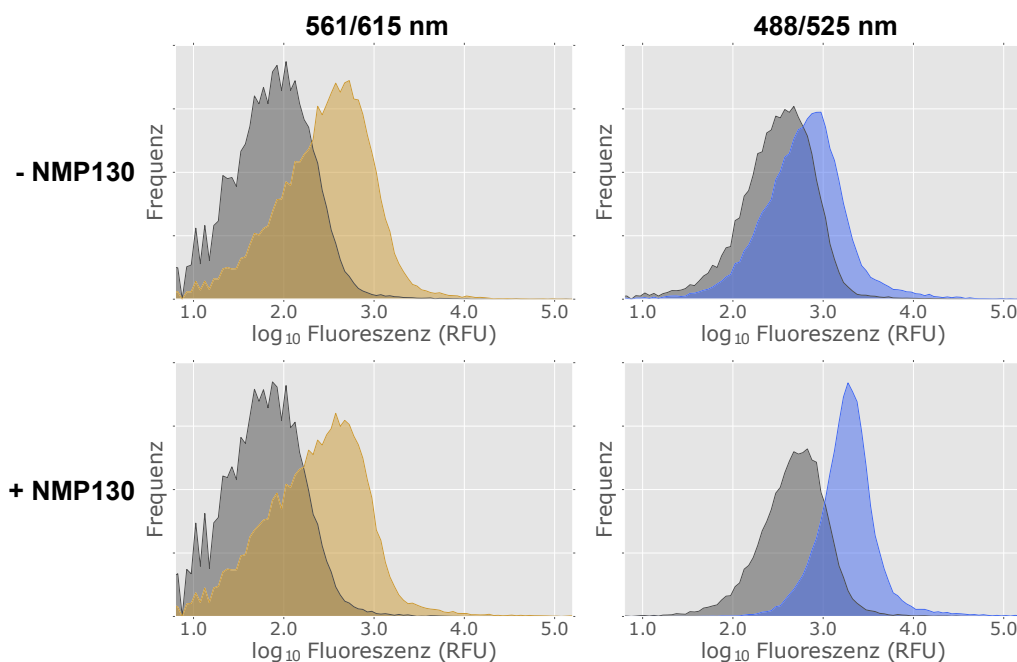 561/615 nm
488/525 nm
- NMP130
Frequenz
1.0 2.0 3.0 4.0 5.0
log₁₀ Fluoreszenz (RFU)
Frequenz
1.0 2.0 3.0 4.0 5.0
log₁₀ Fluoreszenz (RFU)
+ NMP130
Frequenz
1.0 2.0 3.0 4.0 5.0
log₁₀ Fluoreszenz (RFU)
Frequenz
1.0 2.0 3.0 4.0 5.0
log₁₀ Fluoreszenz (RFU)